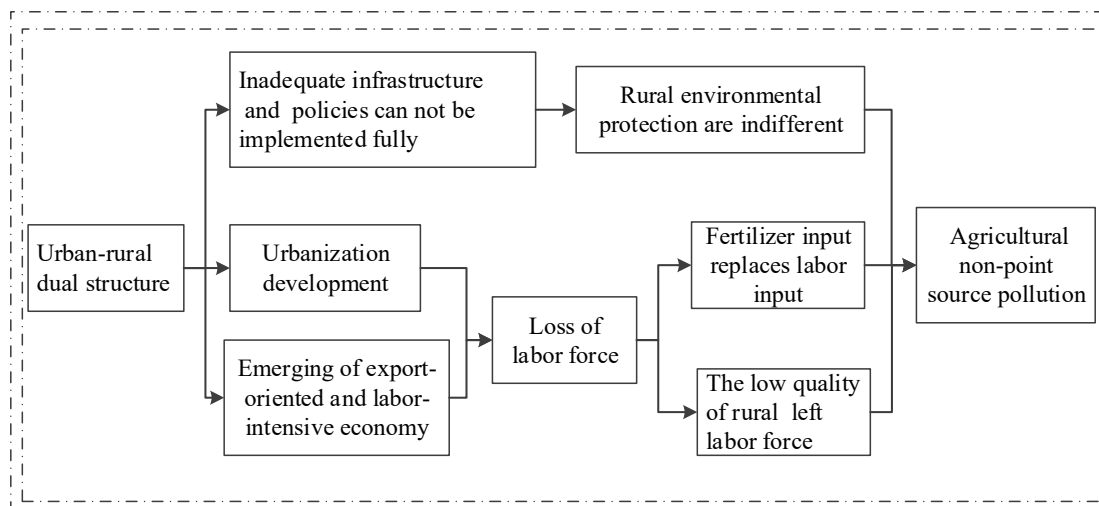 Inadequate infrastructure
and policies can not be
implemented fully
Rural environmental
protection are indifferent
Urban-rural
dual structure
Urbanization
development
Emerging of export-
oriented and labor-
intensive economy
Loss of
labor force
Fertilizer input
replaces labor
input
The low quality
of rural left
labor force
Agricultural
non-point
source pollution